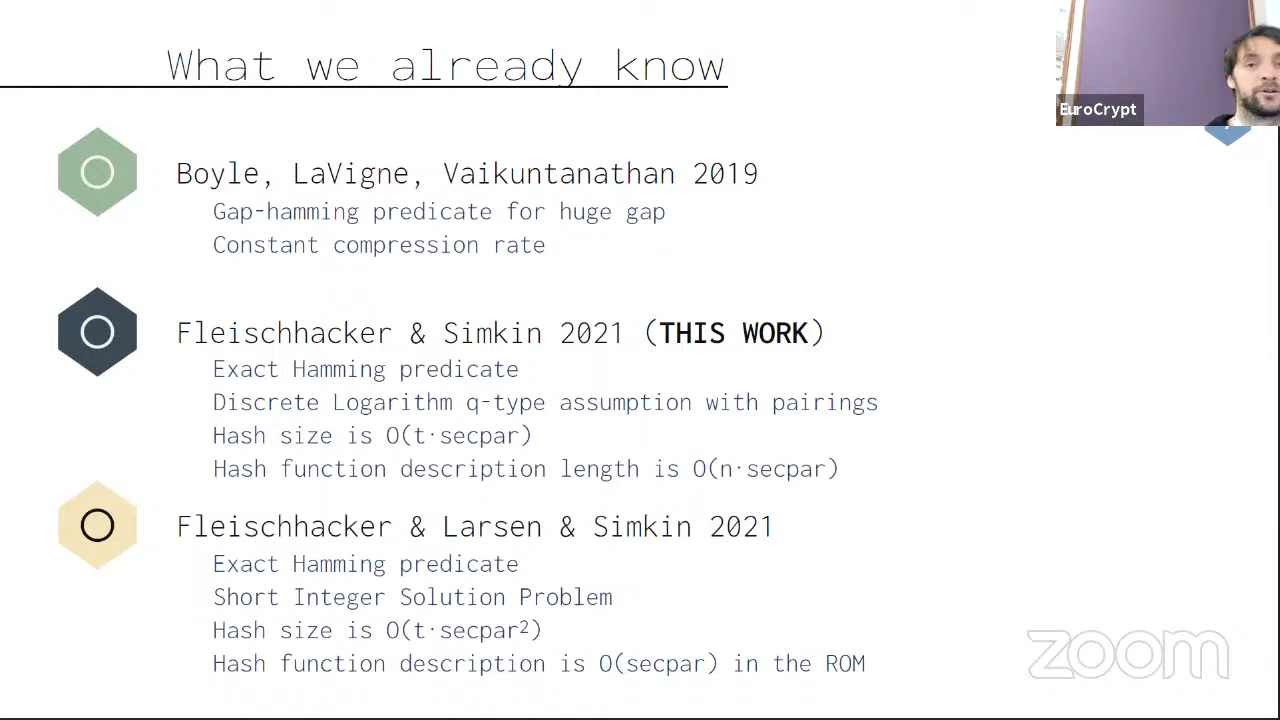 What we already know
EuroCrypt
Boyle, LaVigne, Vaikuntanathan 2019
Gap-hamming predicate for huge gap
Constant compression rate
Fleischhacker & Simkin 2021 (THIS WORK)
Exact Hamming predicate
Discrete Logarithm q-type assumption with pairings
Hash size is O(t·secpar)
Hash function description length is O(n·secpar)
Fleischhacker & Larsen & Simkin 2021
Exact Hamming predicate
Short Integer Solution Problem
Hash size is O(t·secpar²)
Hash function description is O(secpar) in the ROM
zoom